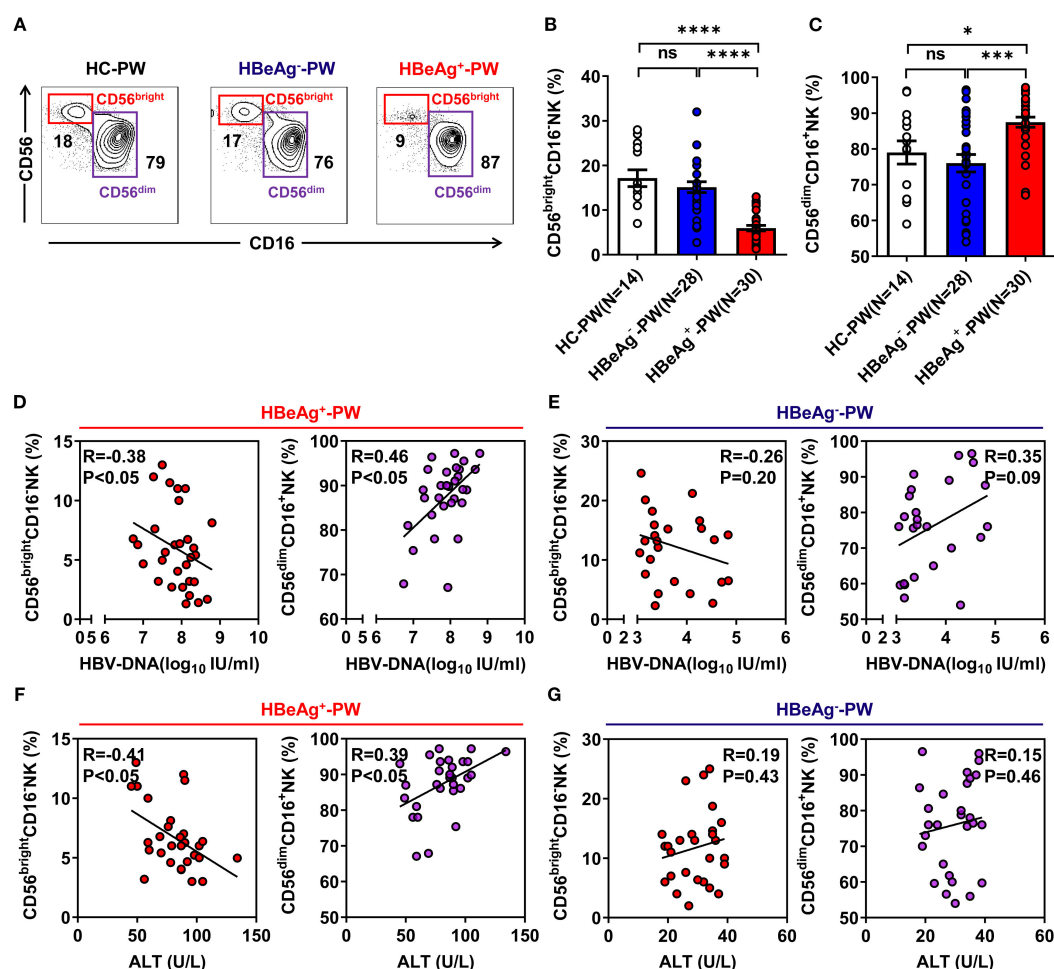 A
HC-PW
HBeAg⁻-PW
HBeAg⁺-PW
CD56ᵇʳⁱᵍʰᵗ
CD56ᵇʳⁱᵍʰᵗ
CD56ᵇʳⁱᵍʰᵗ
18
79
17
76
9
87
CD56ᵈⁱᵐ
CD56ᵈⁱᵐ
CD56ᵈⁱᵐ
CD56
CD16
B
****
ns
****
CD56ᵇʳⁱᵍʰᵗCD16⁻NK (%)
40
30
20
10
0
HC-PW(N=14)
HBeAg⁻-PW(N=28)
HBeAg⁺-PW(N=30)
C
*
ns
***
CD56ᵈⁱᵐCD16⁺NK (%)
100
90
80
70
60
50
HC-PW(N=14)
HBeAg⁻-PW(N=28)
HBeAg⁺-PW(N=30)
D
HBeAg⁺-PW
CD56ᵇʳⁱᵍʰᵗCD16⁻NK (%)
15
10
5
0
R=-0.38
P<0.05
0 5 6 7 8 9 10
HBV-DNA(log₁₀ IU/ml)
CD56ᵈⁱᵐCD16⁺NK (%)
100
90
80
70
60
R=0.46
P<0.05
0 5 6 7 8 9 10
HBV-DNA(log₁₀ IU/ml)
E
HBeAg⁻-PW
CD56ᵇʳⁱᵍʰᵗCD16⁻NK (%)
30
20
10
0
R=-0.26
P=0.20
0 2 3 4 5 6
HBV-DNA(log₁₀ IU/ml)
CD56ᵈⁱᵐCD16⁺NK (%)
100
90
80
70
60
50
R=0.35
P=0.09
0 2 3 4 5 6
HBV-DNA(log₁₀ IU/ml)
F
HBeAg⁺-PW
CD56ᵇʳⁱᵍʰᵗCD16⁻NK (%)
15
10
5
0
R=-0.41
P<0.05
0 50 100 150
ALT (U/L)
CD56ᵈⁱᵐCD16⁺NK (%)
100
90
80
70
60
50
R=0.39
P<0.05
0 50 100 150
ALT (U/L)
G
HBeAg⁻-PW
CD56ᵇʳⁱᵍʰᵗCD16⁻NK (%)
30
20
10
0
R=0.19
P=0.43
0 20 40 60
ALT (U/L)
CD56ᵈⁱᵐCD16⁺NK (%)
100
90
80
70
60
50
R=0.15
P=0.46
0 20 40 60
ALT (U/L)